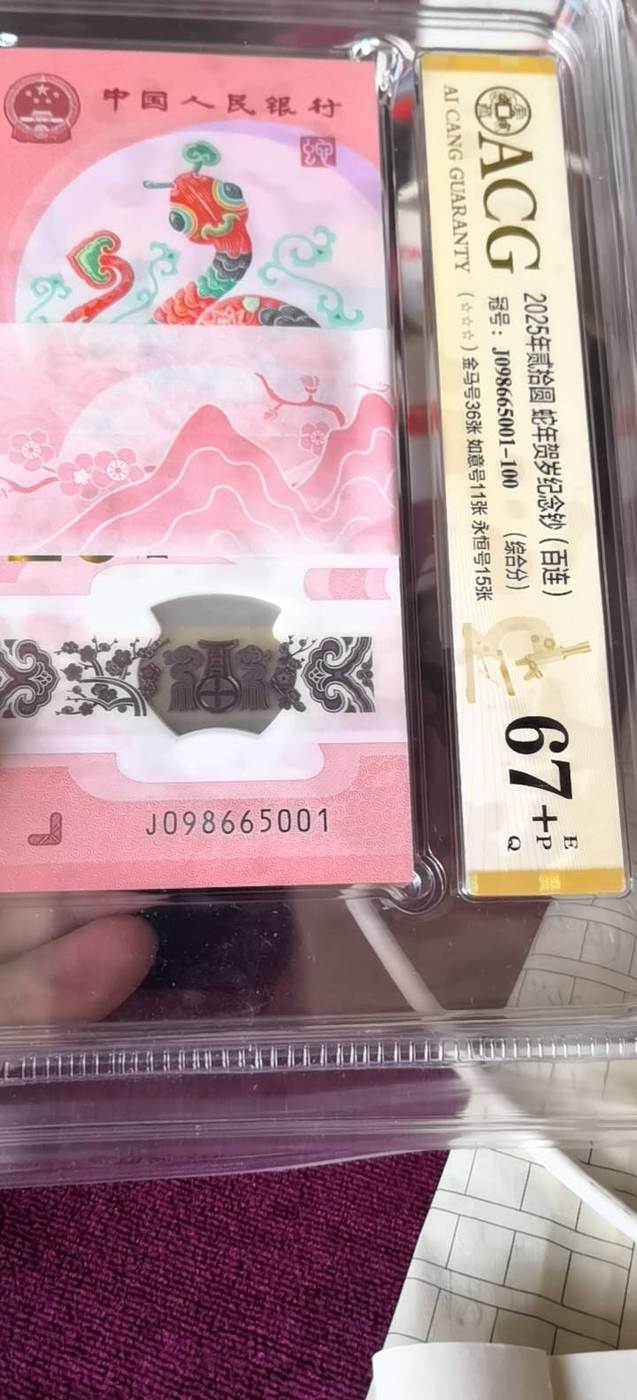 中国人民银行
J098665001
ACG
AI CANG GUARANTY
2025年贰拾圆 蛇年贺岁纪念钞（百连）
冠号：J098665001-100 （综合分）
（☆☆☆）金马号36张 如意号11张 永恒号15张
67+
E
P
Q